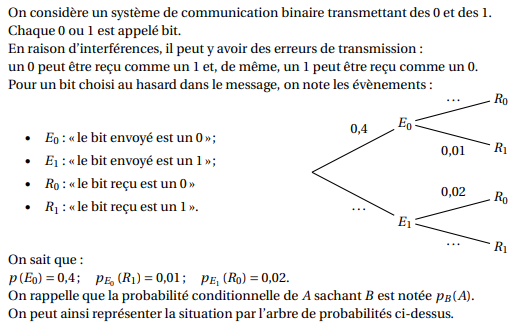 On considère un système de communication binaire transmettant des 0 et des 1.
Chaque 0 ou 1 est appelé bit.
En raison d'interférences, il peut y avoir des erreurs de transmission :
un 0 peut être reçu comme un 1 et, de même, un 1 peut être reçu comme un 0.
Pour un bit choisi au hasard dans le message, on note les évènements :
• E₀ : « le bit envoyé est un 0 » ;
• E₁ : « le bit envoyé est un 1 » ;
• R₀ : « le bit reçu est un 0 »
• R₁ : « le bit reçu est un 1 ».
... R₀
0,4 E₀
0,01 R₁
0,02 R₀
... E₁
... R₁
On sait que :
p(E₀) = 0,4 ; p_{E₀}(R₁) = 0,01 ; p_{E₁}(R₀) = 0,02.
On rappelle que la probabilité conditionnelle de A sachant B est notée p_B(A).
On peut ainsi représenter la situation par l'arbre de probabilités ci-dessus.